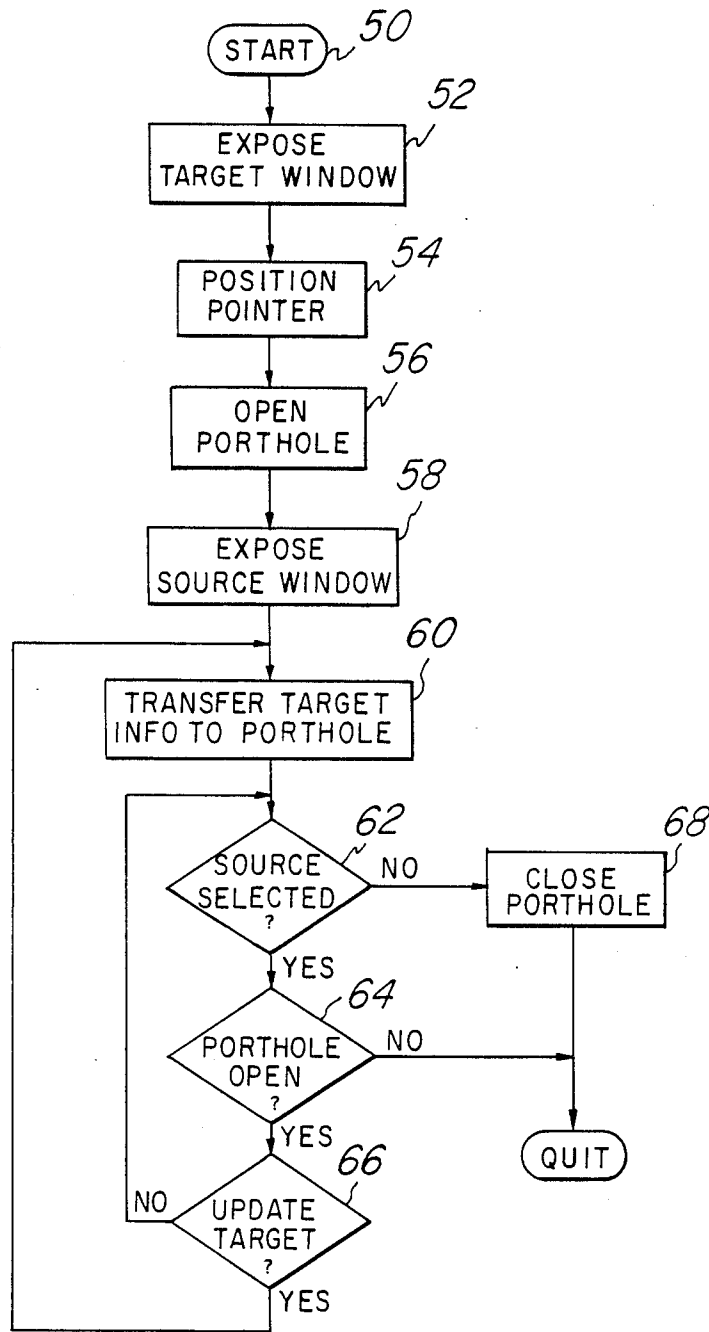 START
50
52
EXPOSE
TARGET WINDOW
54
POSITION
POINTER
56
OPEN
PORTHOLE
58
EXPOSE
SOURCE WINDOW
60
TRANSFER TARGET
INFO TO PORTHOLE
62
SOURCE
SELECTED
?
NO
68
CLOSE
PORTHOLE
YES
64
PORTHOLE
OPEN
?
NO
YES
QUIT
66
NO
UPDATE
TARGET
?
YES